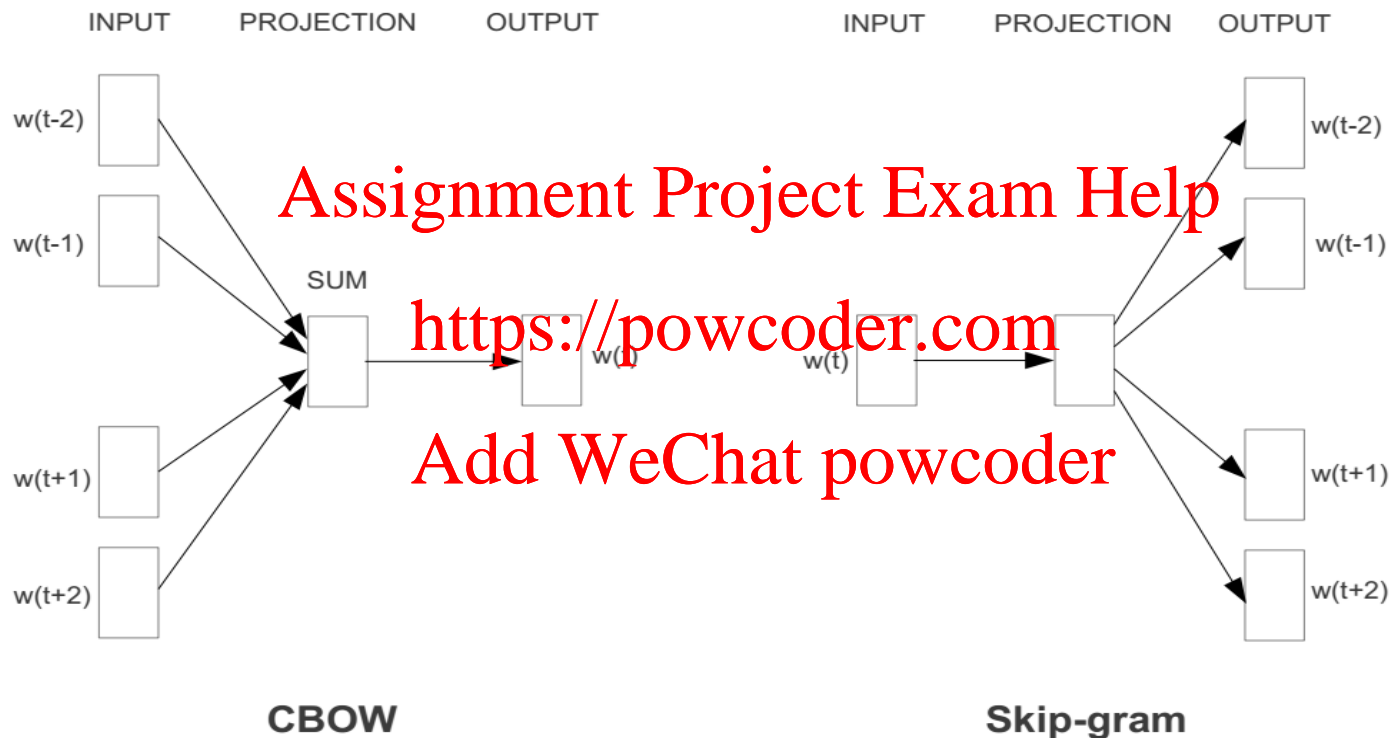 INPUT PROJECTION OUTPUT INPUT PROJECTION OUTPUT
w(t-2) w(t-2)
Assignment Project Exam Help
w(t-1) w(t-1)
SUM
https://powcoder.com
w(t) w(t)
Add WeChat powcoder
w(t+1) w(t+1)
w(t+2) w(t+2)
CBOW Skip-gram